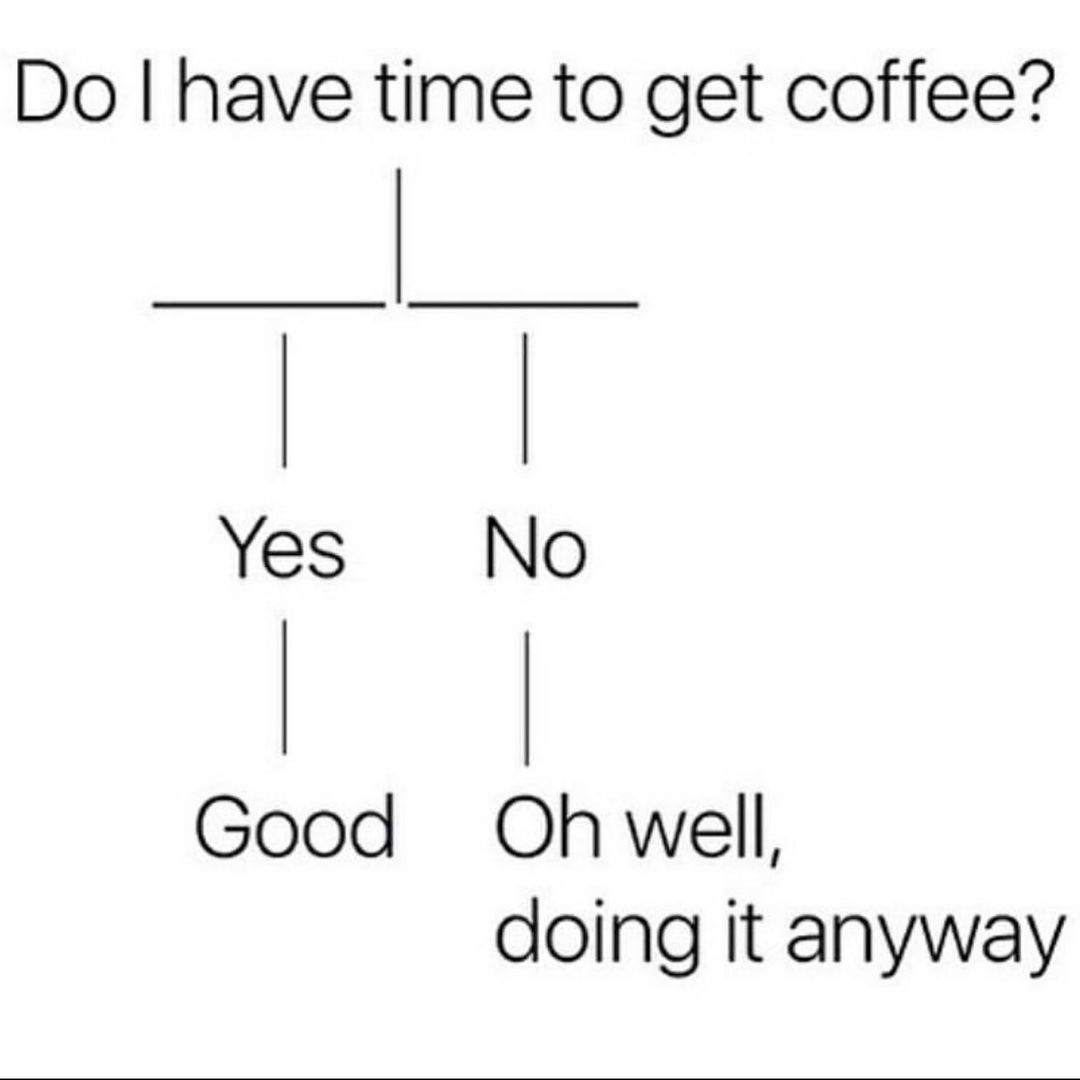 Do I have time to get coffee?
Yes
No
Good
Oh well,
doing it anyway